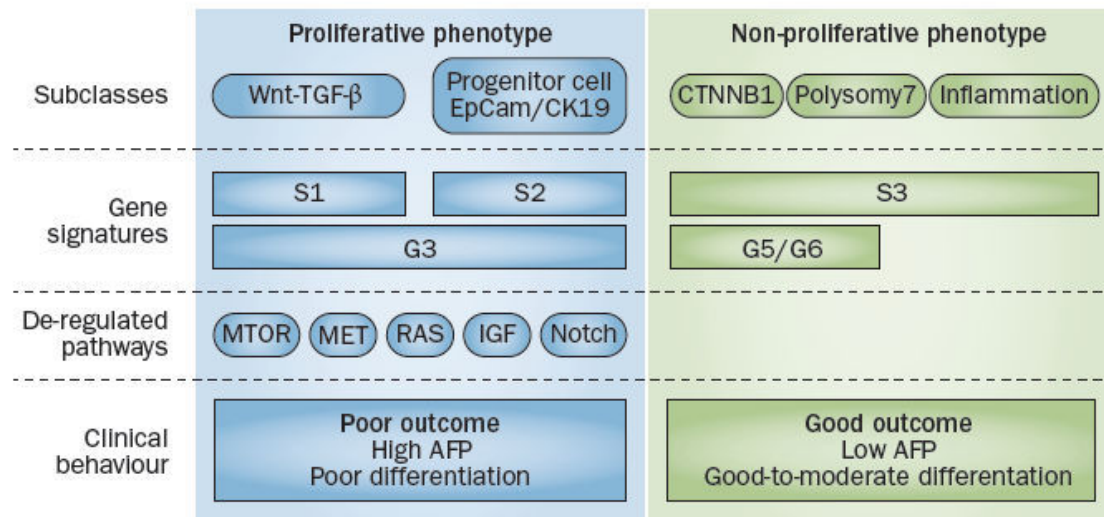 Proliferative phenotype
Non-proliferative phenotype
Subclasses
Wnt-TGF-β
Progenitor cell
EpCam/CK19
CTNNB1
Polysomy7
Inflammation
Gene
signatures
S1
S2
S3
G3
G5/G6
De-regulated
pathways
MTOR
MET
RAS
IGF
Notch
Clinical
behaviour
Poor outcome
High AFP
Poor differentiation
Good outcome
Low AFP
Good-to-moderate differentation